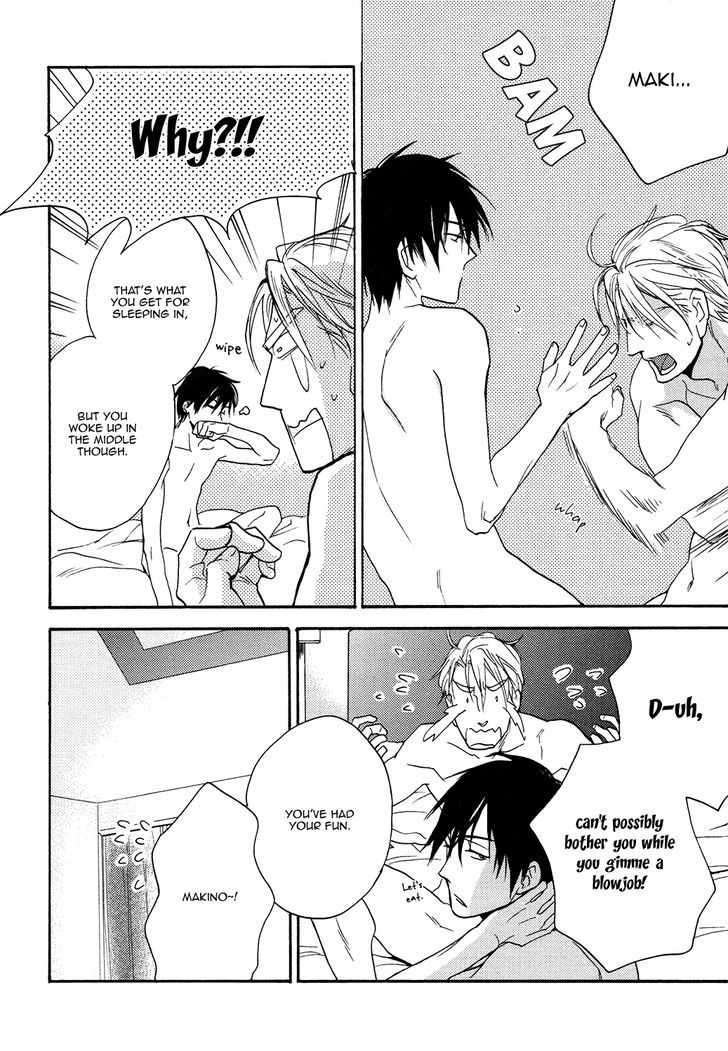 MAKI...
BAM
whap
Why?!!
THAT'S WHAT
YOU GET FOR
SLEEPING IN,
wipe
BUT YOU
WOKE UP IN
THE MIDDLE
THOUGH.
D-uh,
can't possibly
bother you while
you gimme a
blowjob!
YOU'VE HAD
YOUR FUN.
Let's
eat.
MAKINO~!